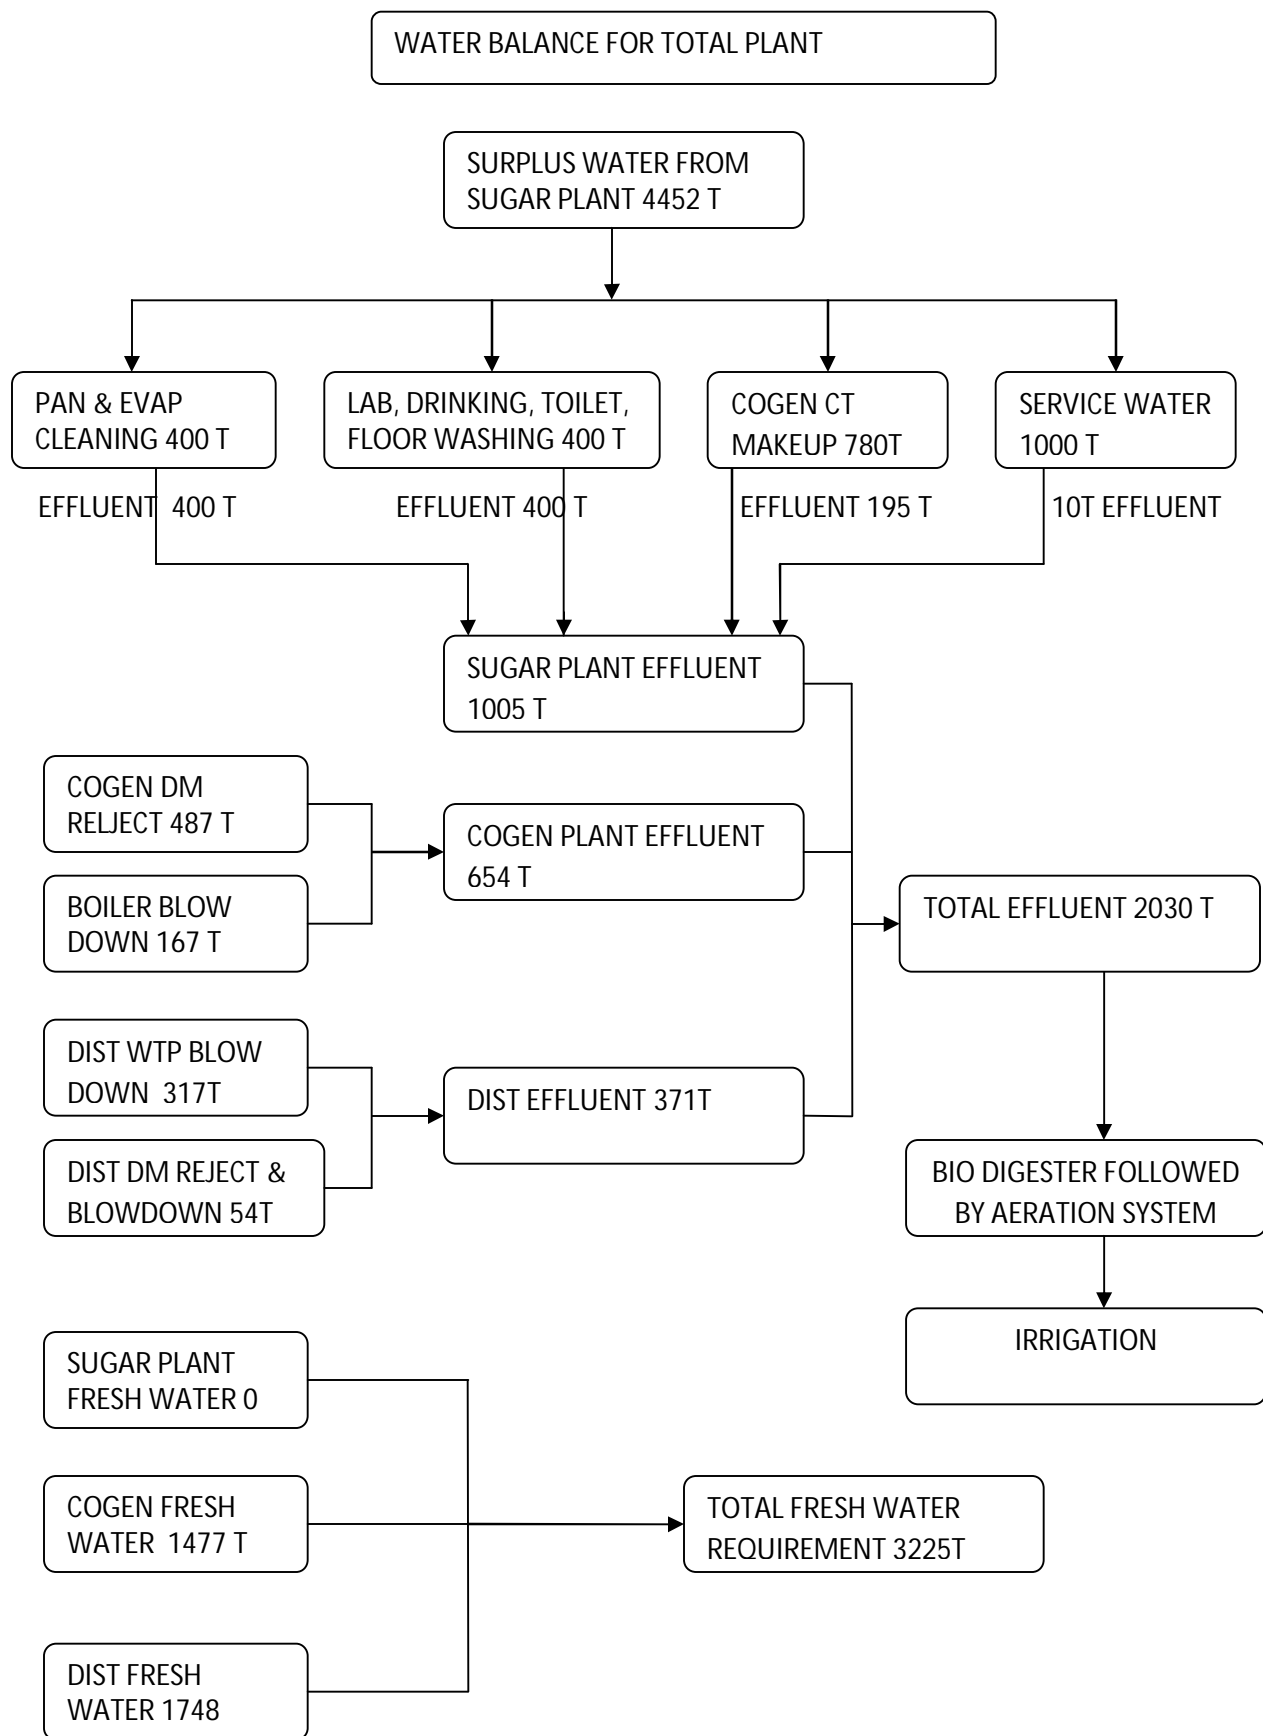 WATER BALANCE FOR TOTAL PLANT
SURPLUS WATER FROM
SUGAR PLANT 4452 T
PAN & EVAP
CLEANING 400 T
LAB, DRINKING, TOILET,
FLOOR WASHING 400 T
COGEN CT
MAKEUP 780T
SERVICE WATER
1000 T
EFFLUENT 400 T
EFFLUENT 400 T
EFFLUENT 195 T
10T EFFLUENT
SUGAR PLANT EFFLUENT
1005 T
COGEN DM
RELJECT 487 T
COGEN PLANT EFFLUENT
654 T
BOILER BLOW
DOWN 167 T
TOTAL EFFLUENT 2030 T
DIST WTP BLOW
DOWN 317T
DIST EFFLUENT 371T
DIST DM REJECT &
BLOWDOWN 54T
BIO DIGESTER FOLLOWED
BY AERATION SYSTEM
IRRIGATION
SUGAR PLANT
FRESH WATER 0
COGEN FRESH
WATER 1477 T
TOTAL FRESH WATER
REQUIREMENT 3225T
DIST FRESH
WATER 1748